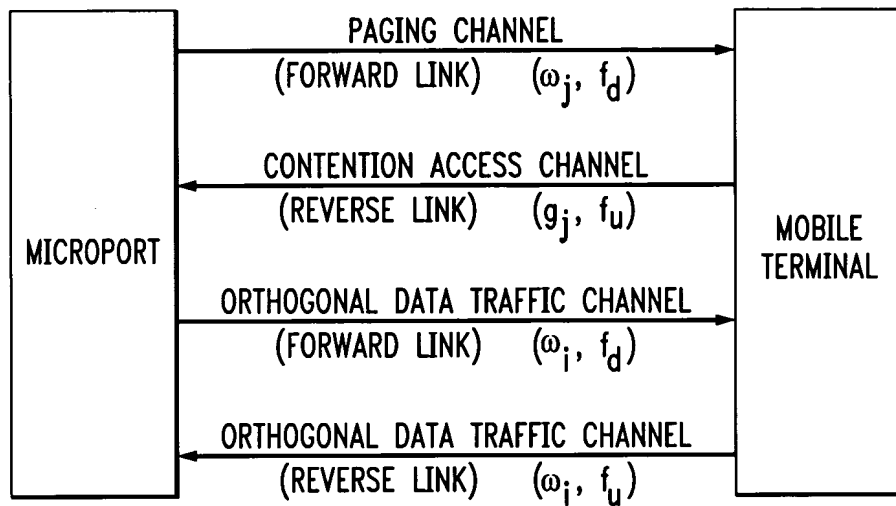 PAGING CHANNEL
(FORWARD LINK) (ωj, fd)
CONTENTION ACCESS CHANNEL
(REVERSE LINK) (gj, fu)
MICROPORT
MOBILE
TERMINAL
ORTHOGONAL DATA TRAFFIC CHANNEL
(FORWARD LINK) (ωi, fd)
ORTHOGONAL DATA TRAFFIC CHANNEL
(REVERSE LINK) (ωi, fu)